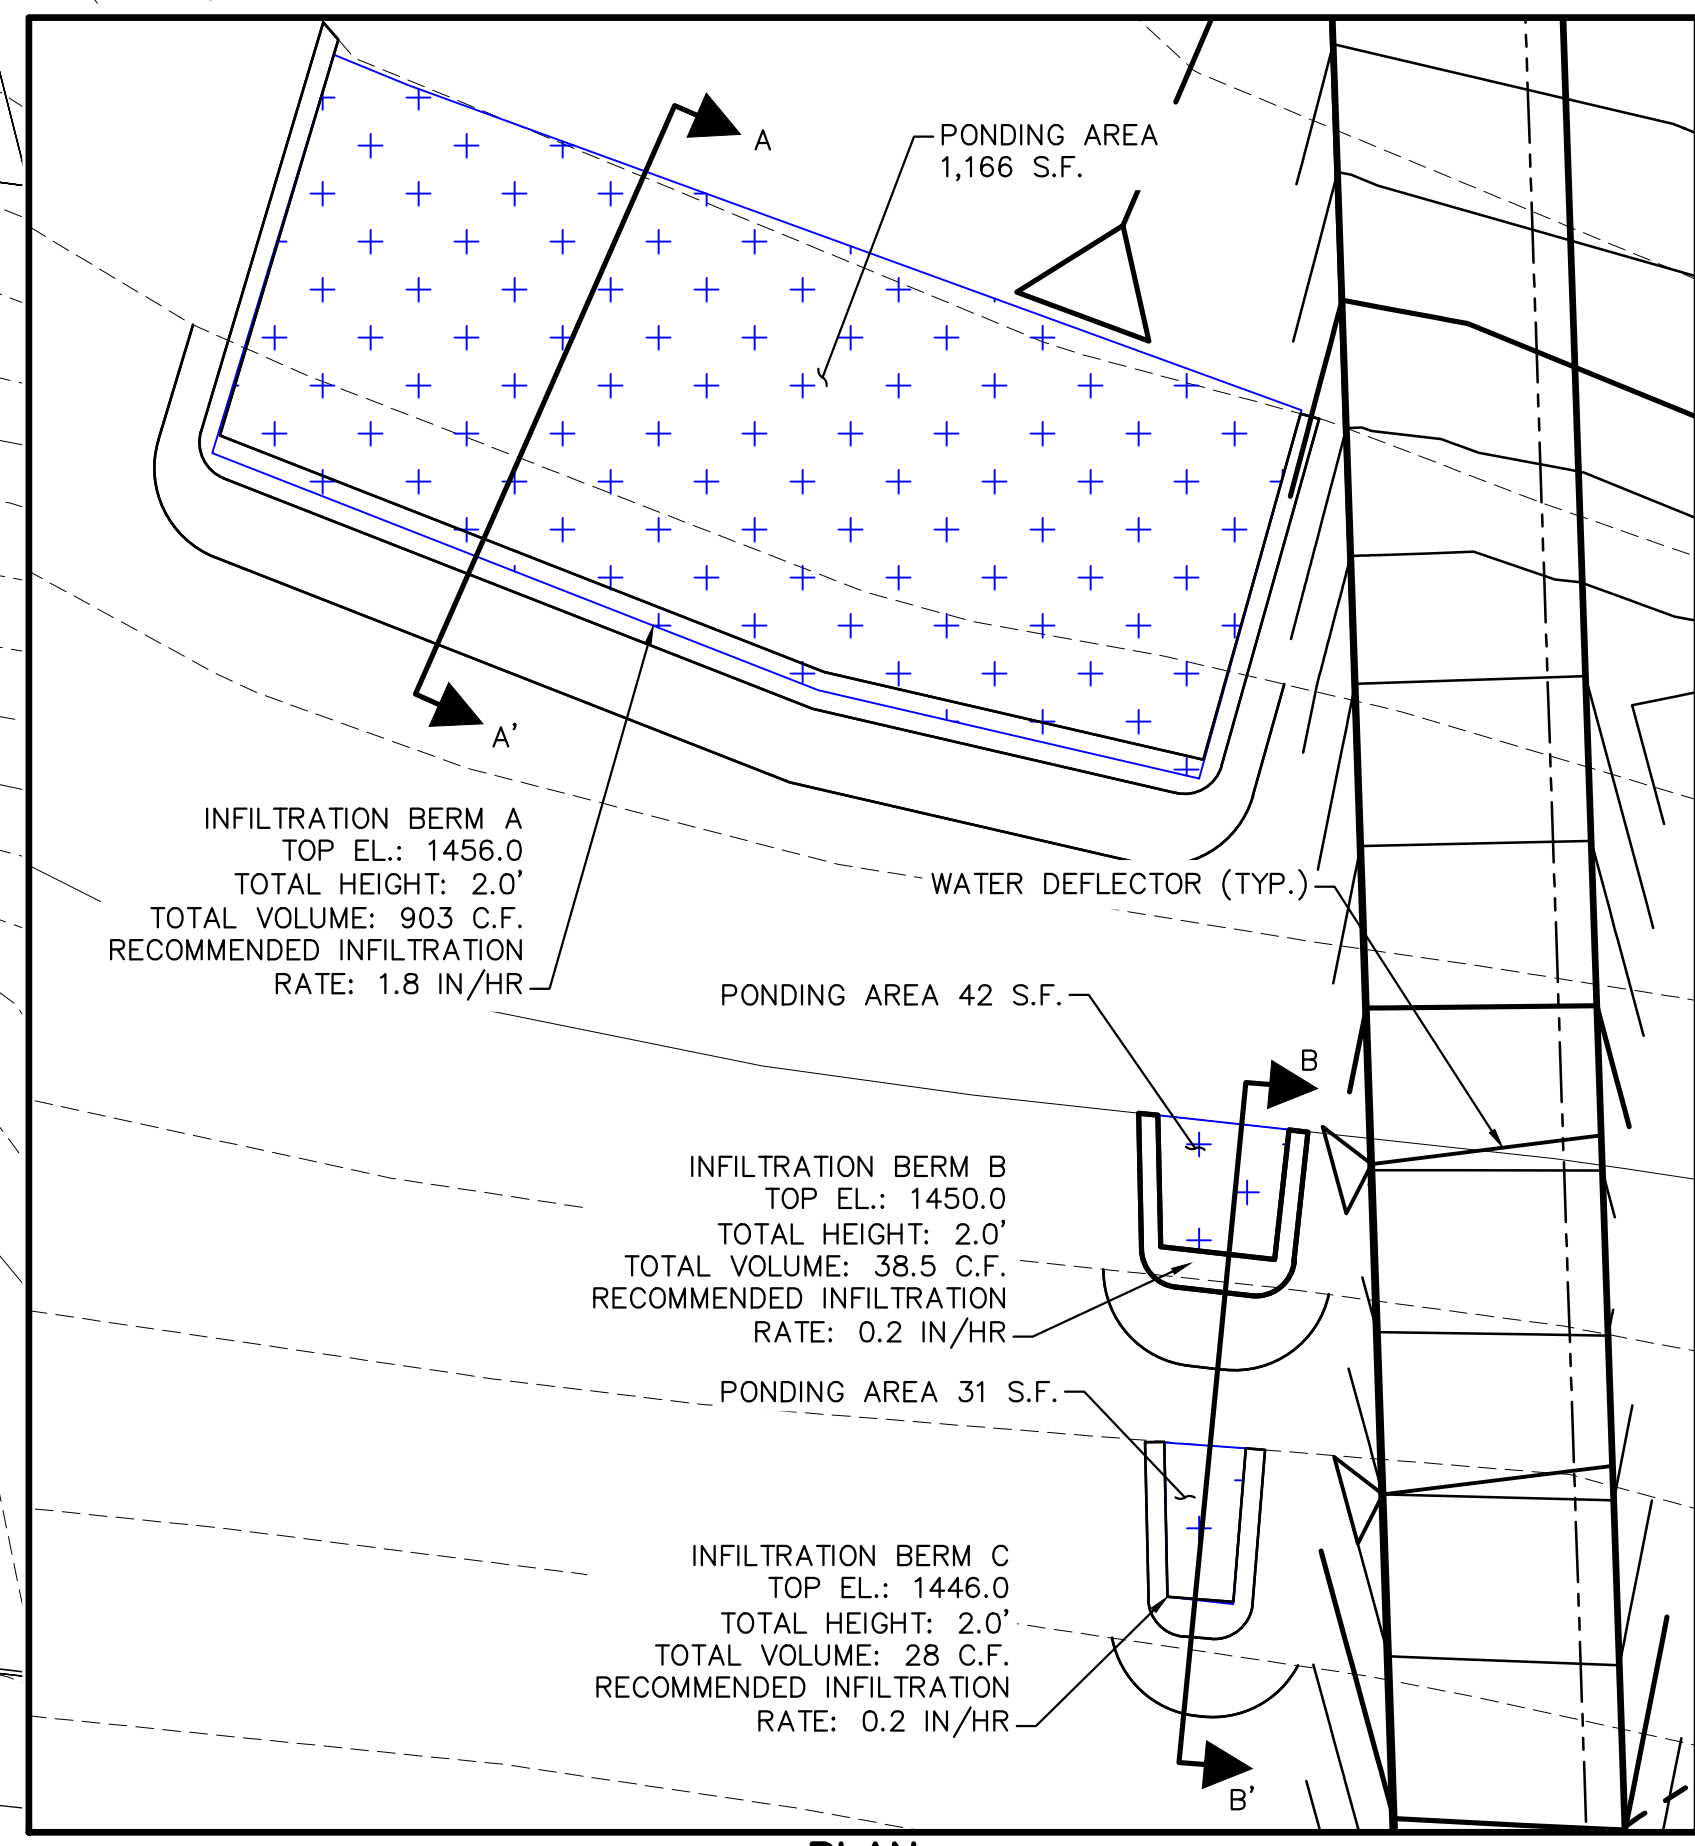 A
PONDING AREA
1,166 S.F.
A'
INFILTRATION BERM A
TOP EL.: 1456.0
TOTAL HEIGHT: 2.0'
TOTAL VOLUME: 903 C.F.
RECOMMENDED INFILTRATION
RATE: 1.8 IN/HR
WATER DEFLECTOR (TYP.)
PONDING AREA 42 S.F.
B
INFILTRATION BERM B
TOP EL.: 1450.0
TOTAL HEIGHT: 2.0'
TOTAL VOLUME: 38.5 C.F.
RECOMMENDED INFILTRATION
RATE: 0.2 IN/HR
PONDING AREA 31 S.F.
INFILTRATION BERM C
TOP EL.: 1446.0
TOTAL HEIGHT: 2.0'
TOTAL VOLUME: 28 C.F.
RECOMMENDED INFILTRATION
RATE: 0.2 IN/HR
B'
PLAN